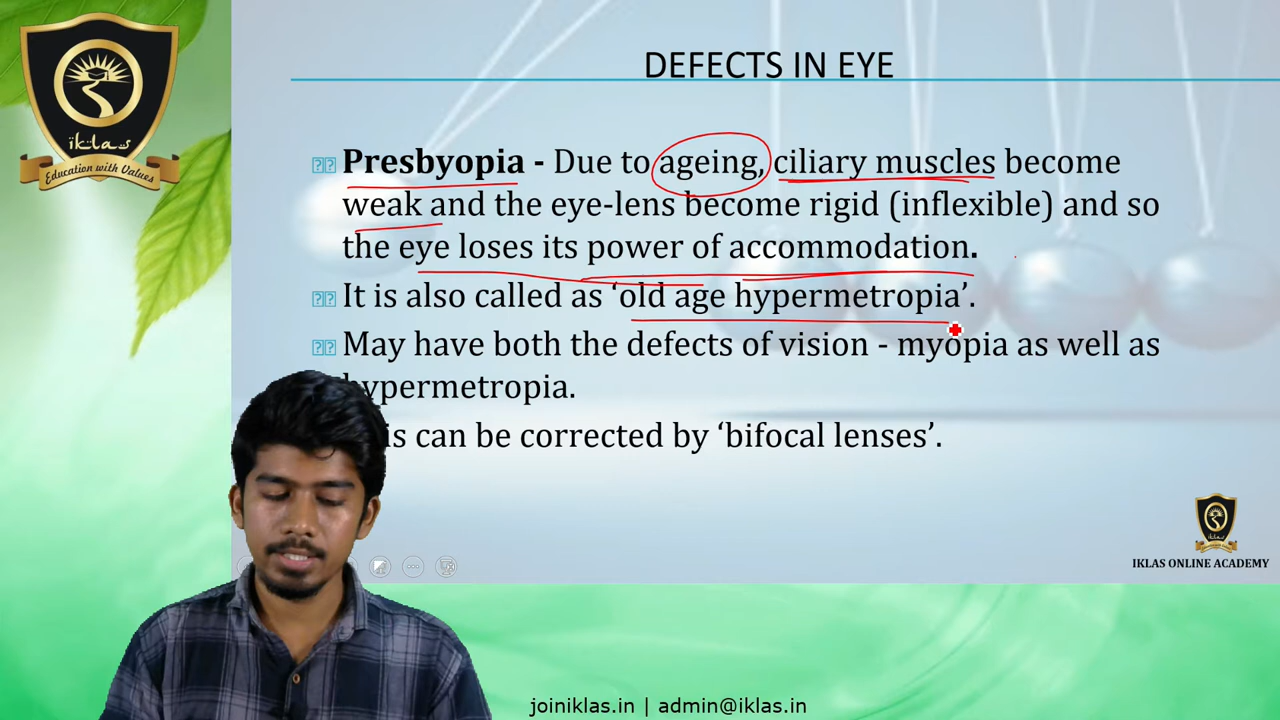 iklas
Education with Values
DEFECTS IN EYE
Presbyopia - Due to ageing, ciliary muscles become
weak and the eye-lens become rigid (inflexible) and so
the eye loses its power of accommodation.
It is also called as ‘old age hypermetropia’.
May have both the defects of vision - myopia as well as
hypermetropia.
is can be corrected by ‘bifocal lenses’.
IKLAS ONLINE ACADEMY
joiniklas.in | admin@iklas.in